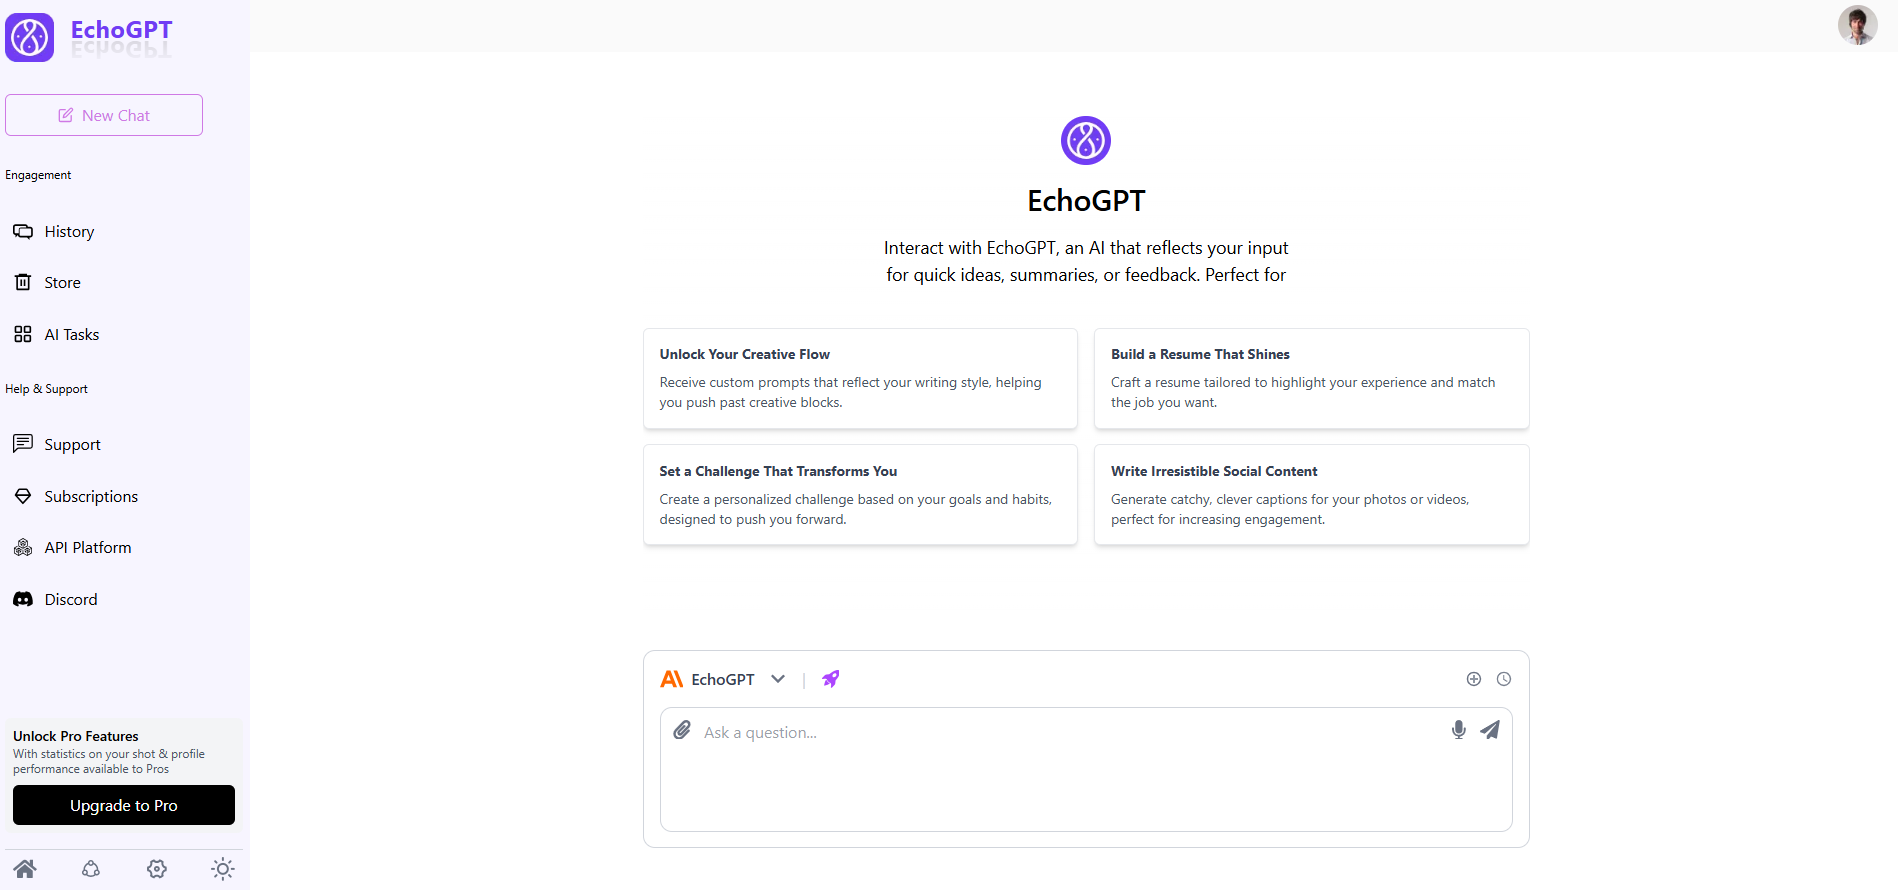 EchoGPT
New Chat
Engagement
History
Store
AI Tasks
Help & Support
Support
Subscriptions
API Platform
Discord
Unlock Pro Features
With statistics on your shot & profile
performance available to Pros
Upgrade to Pro
EchoGPT
Interact with EchoGPT, an AI that reflects your input
for quick ideas, summaries, or feedback. Perfect for
Unlock Your Creative Flow
Receive custom prompts that reflect your writing style, helping
you push past creative blocks.
Build a Resume That Shines
Craft a resume tailored to highlight your experience and match
the job you want.
Set a Challenge That Transforms You
Create a personalized challenge based on your goals and habits,
designed to push you forward.
Write Irresistible Social Content
Generate catchy, clever captions for your photos or videos,
perfect for increasing engagement.
EchoGPT
Ask a question...